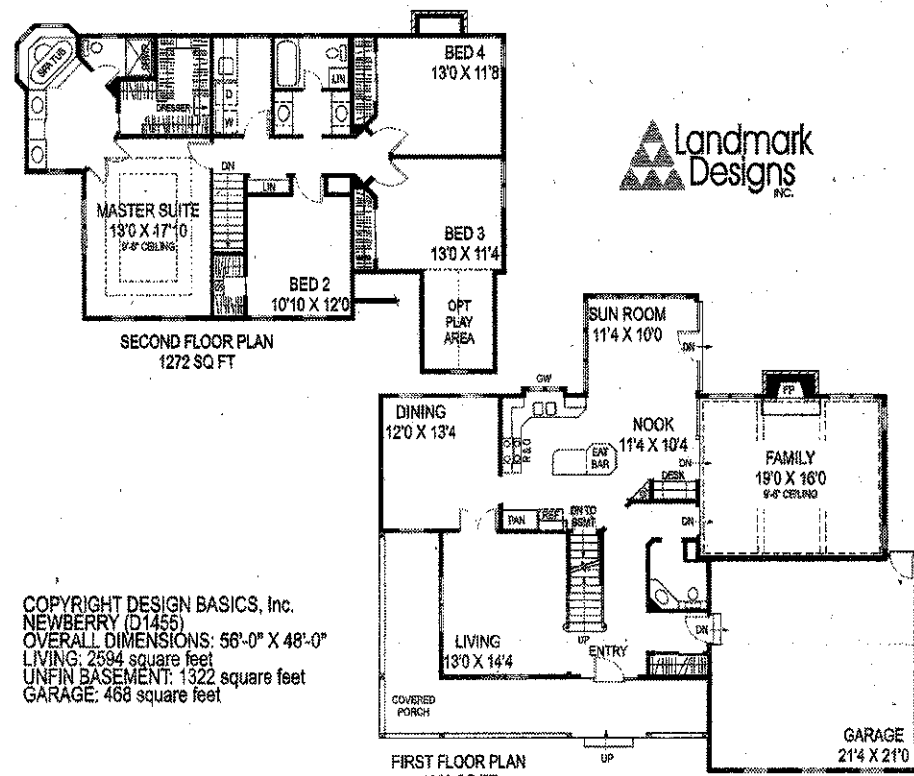 BED 4
13'0 X 11'8
SPA TUB
DRESSER
D
W
LIN
DN
LIN
MASTER SUITE
13'0 X 17'10
9'-6" CEILING
BED 3
13'0 X 11'4
BED 2
10'10 X 12'0
OPT
PLAY
AREA
SECOND FLOOR PLAN
1272 SQ FT
Landmark
Designs
INC.
SUN ROOM
11'4 X 10'0
DN
GW
FP
DINING
12'0 X 13'4
R & O
NOOK
11'4 X 10'4
EAT
BAR
DN
DESK
FAMILY
19'0 X 16'0
9'-6" CEILING
PAN
REF
DN TO
BSMT
DN
UP
DN
LIVING
13'0 X 14'4
ENTRY
COVERED
PORCH
UP
GARAGE
21'4 X 21'0
FIRST FLOOR PLAN
COPYRIGHT DESIGN BASICS, Inc.
NEWBERRY (D1455)
OVERALL DIMENSIONS: 56'-0" X 48'-0"
LIVING: 2594 square feet
UNFIN BASEMENT: 1322 square feet
GARAGE: 468 square feet